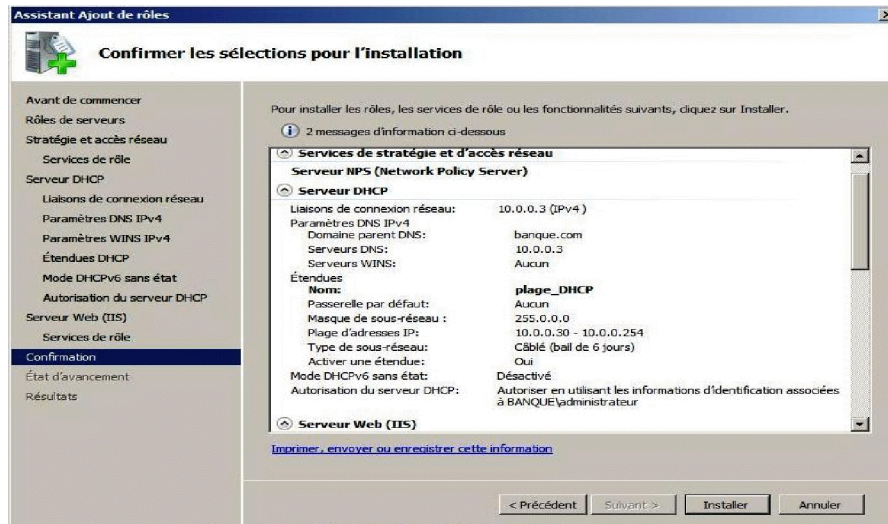 Assistant Ajout de rôles
Confirmer les sélections pour l'installation
Avant de commencer
Rôles de serveurs
Stratégie et accès réseau
Services de rôle
Serveur DHCP
Liaisons de connexion réseau
Paramètres DNS IPv4
Paramètres WINS IPv4
Étendues DHCP
Mode DHCPv6 sans état
Autorisation du serveur DHCP
Serveur Web (IIS)
Services de rôle
Confirmation
État d'avancement
Résultats
Pour installer les rôles, les services de rôle ou les fonctionnalités suivants, cliquez sur Installer.
2 messages d'information ci-dessous
Services de stratégie et d'accès réseau
Serveur NPS (Network Policy Server)
Serveur DHCP
Liaisons de connexion réseau: 10.0.0.3 (IPv4)
Paramètres DNS IPv4
Domaine parent DNS: banque.com
Serveurs DNS: 10.0.0.3
Serveurs WINS: Aucun
Étendues
Nom: plage_DHCP
Passerelle par défaut: Aucun
Masque de sous-réseau : 255.0.0.0
Plage d'adresses IP: 10.0.0.30 - 10.0.0.254
Type de sous-réseau: Câblé (bail de 6 jours)
Activer une étendue: Oui
Mode DHCPv6 sans état: Désactivé
Autorisation du serveur DHCP: Autoriser en utilisant les informations d'identification associées
à BANQUE\administrateur
Serveur Web (IIS)
Imprimer, envoyer ou enregistrer cette information
< Précédent Suivant > Installer Annuler